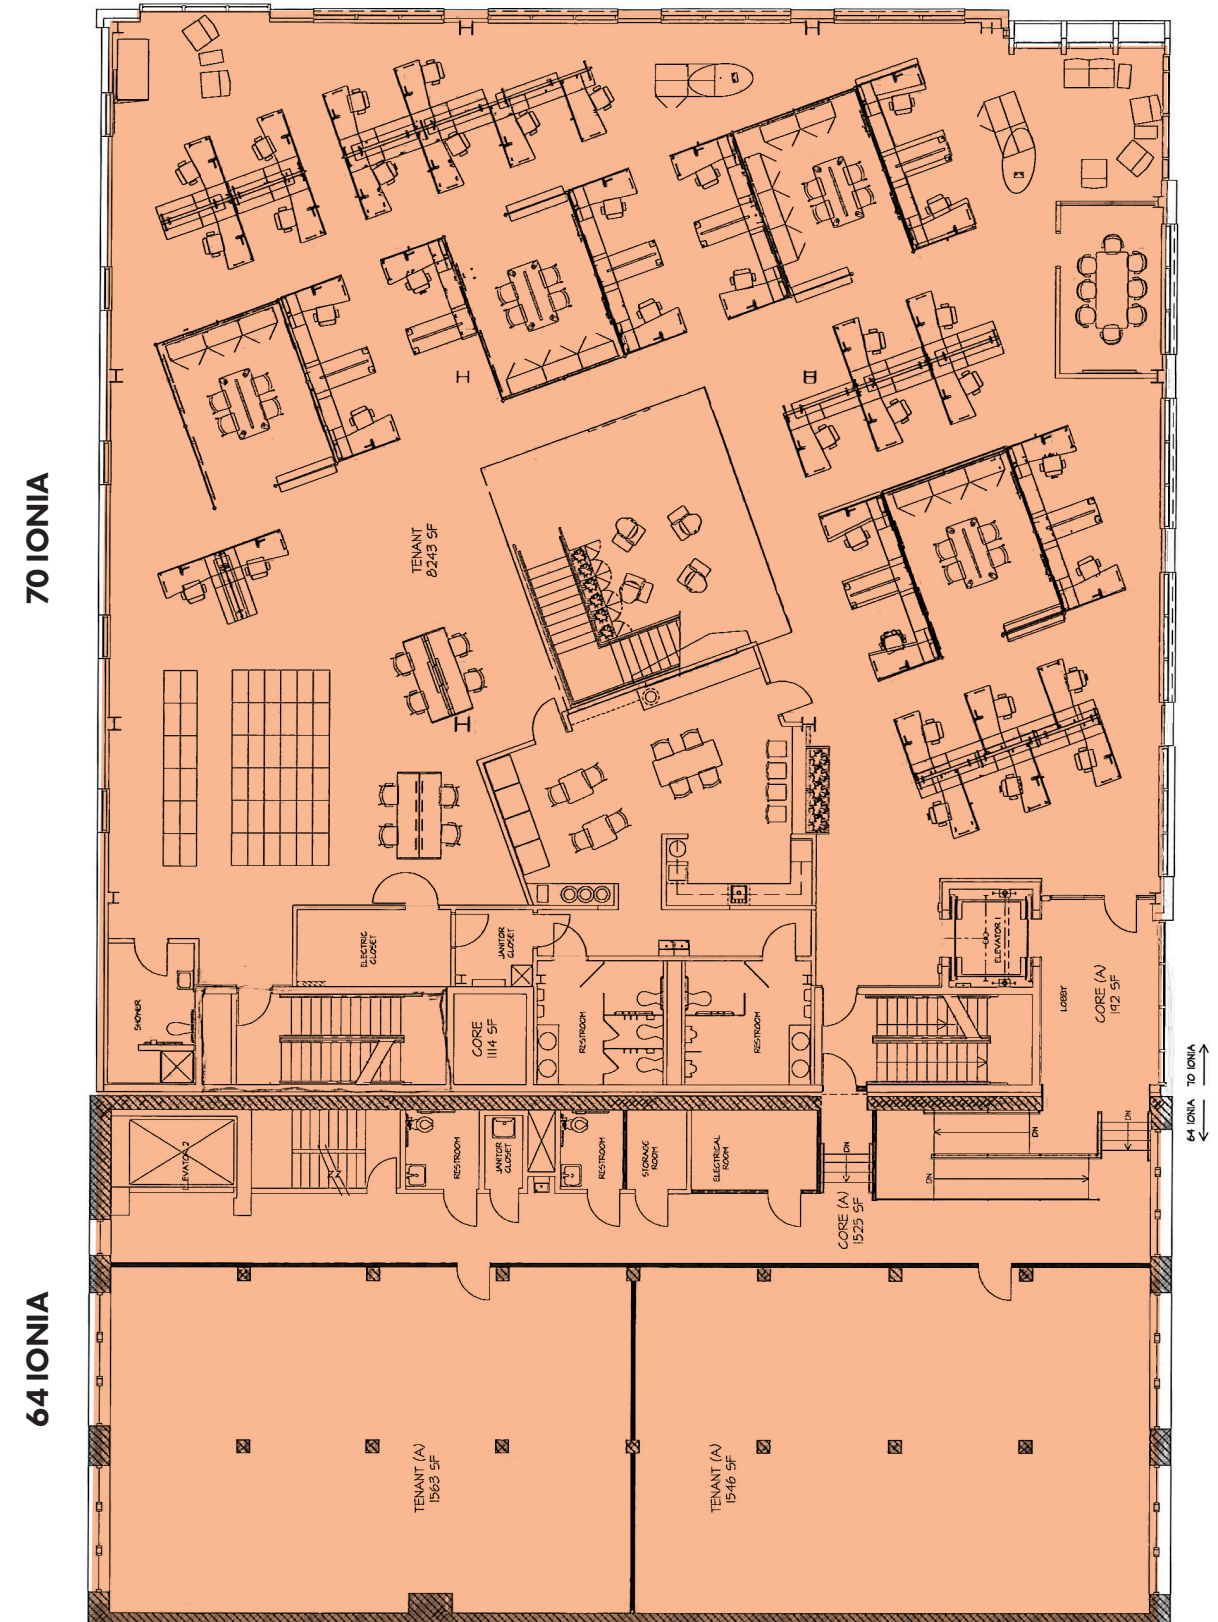 70 IONIA
TENANT
8243 SF
ELECTRIC
CLOSET
JANITOR
CLOSET
SHOWER
CORE
1114 SF
RESTROOM
RESTROOM
ELEVATOR 1
LOBBY
CORE (A)
192 SF
64 IONIA
70 IONIA
ELEVATOR 2
RESTROOM
JANITOR
CLOSET
RESTROOM
STORAGE
ROOM
ELECTRICAL
ROOM
DN
DN
DN
DN
CORE (A)
1525 SF
64 IONIA
TENANT (A)
1563 SF
TENANT (A)
1546 SF